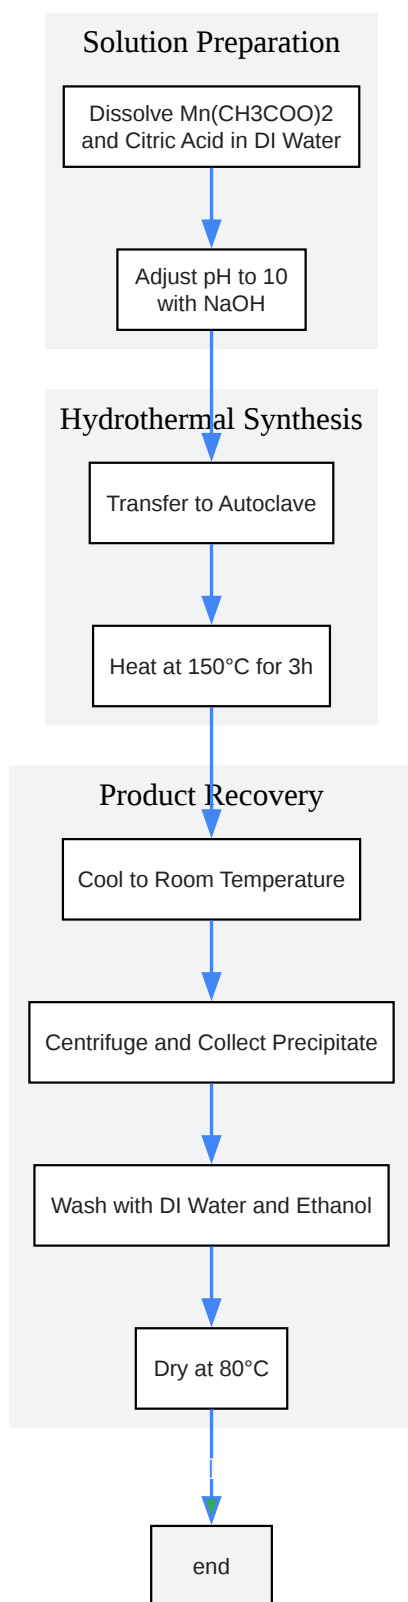 Solution Preparation
Dissolve Mn(CH3COO)2
and Citric Acid in DI Water
Adjust pH to 10
with NaOH
Hydrothermal Synthesis
Transfer to Autoclave
Heat at 150°C for 3h
Product Recovery
Cool to Room Temperature
Centrifuge and Collect Precipitate
Wash with DI Water and Ethanol
Dry at 80°C
end